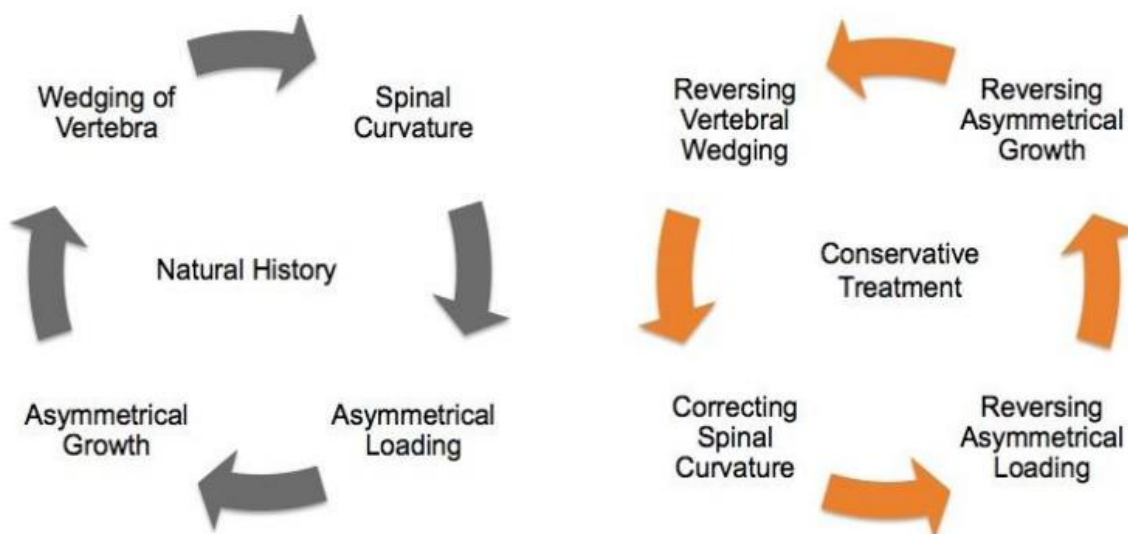 Wedging of
Vertebra
Spinal
Curvature
Natural History
Asymmetrical
Growth
Asymmetrical
Loading
Reversing
Vertebral
Wedging
Reversing
Asymmetrical
Growth
Conservative
Treatment
Correcting
Spinal
Curvature
Reversing
Asymmetrical
Loading